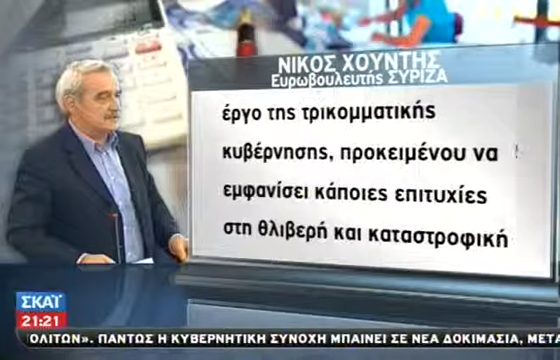 ΝΙΚΟΣ ΧΟΥΝΤΗΣ
Ευρωβουλευτής ΣΥΡΙΖΑ
έργο της τρικομματικής
κυβέρνησης, προκειμένου να
εμφανίσει κάποιες επιτυχίες
στη θλιβερή και καταστροφική
ΣΚΑΪ
21:21
ΟΛΙΤΩΝ». ΠΑΝΤΩΣ Η ΚΥΒΕΡΝΗΤΙΚΗ ΣΥΝΟΧΗ ΜΠΑΙΝΕΙ ΣΕ ΝΕΑ ΔΟΚΙΜΑΣΙΑ, ΜΕΤΑ